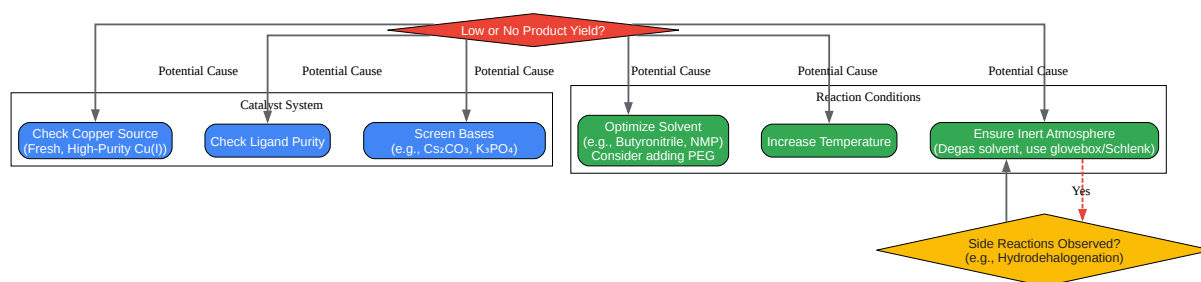 Low or No Product Yield?
Potential Cause
Potential Cause
Potential Cause
Potential Cause
Potential Cause
Potential Cause
Catalyst System
Reaction Conditions
Check Copper Source
(Fresh, High-Purity Cu(I))
Check Ligand Purity
Screen Bases
(e.g., Cs₂CO₃, K₃PO₄)
Optimize Solvent
(e.g., Butyronitrile, NMP)
Consider adding PEG
Increase Temperature
Ensure Inert Atmosphere
(Degas solvent, use glovebox/Schlenk)
Yes
Side Reactions Observed?
(e.g., Hydrodehalogenation)